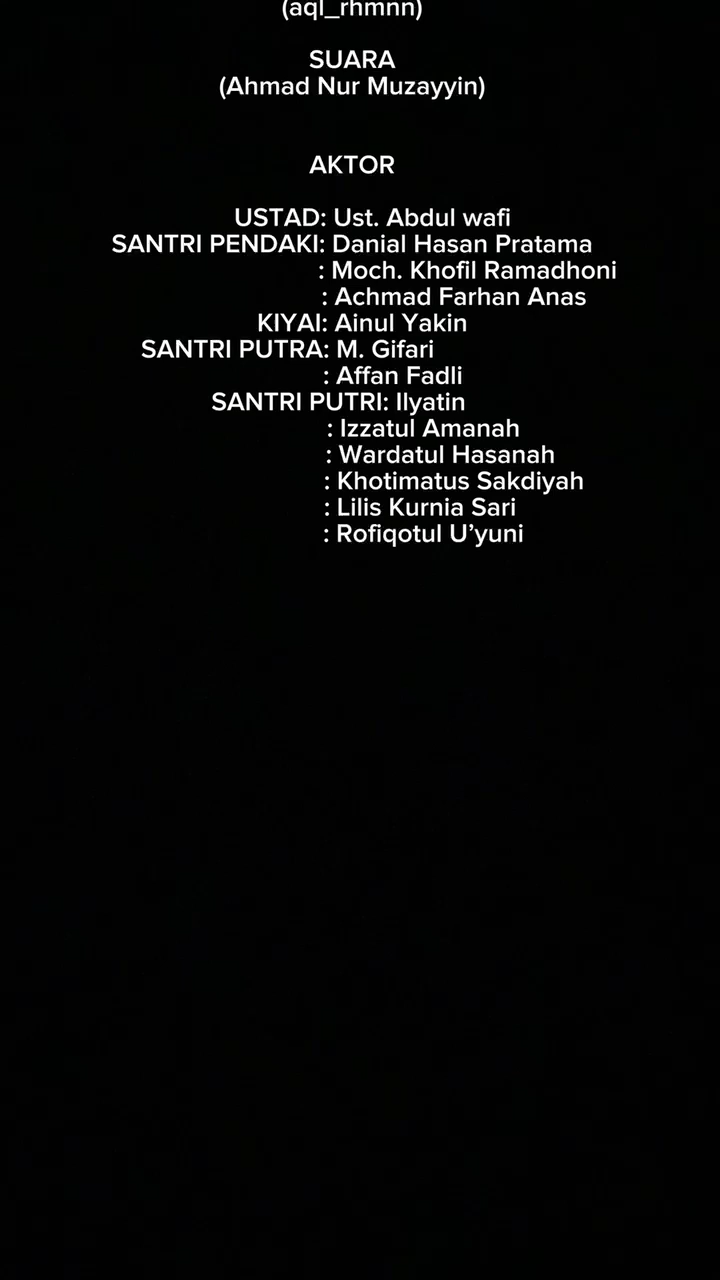 (aql_rhmnn)
SUARA
(Ahmad Nur Muzayyin)
AKTOR
USTAD: Ust. Abdul wafi
SANTRI PENDAKI: Danial Hasan Pratama
: Moch. Khofil Ramadhoni
: Achmad Farhan Anas
KIYAI: Ainul Yakin
SANTRI PUTRA: M. Gifari
: Affan Fadli
SANTRI PUTRI: Ilyatin
: Izzatul Amanah
: Wardatul Hasanah
: Khotimatus Sakdiyah
: Lilis Kurnia Sari
: Rofiqotul U’yuni